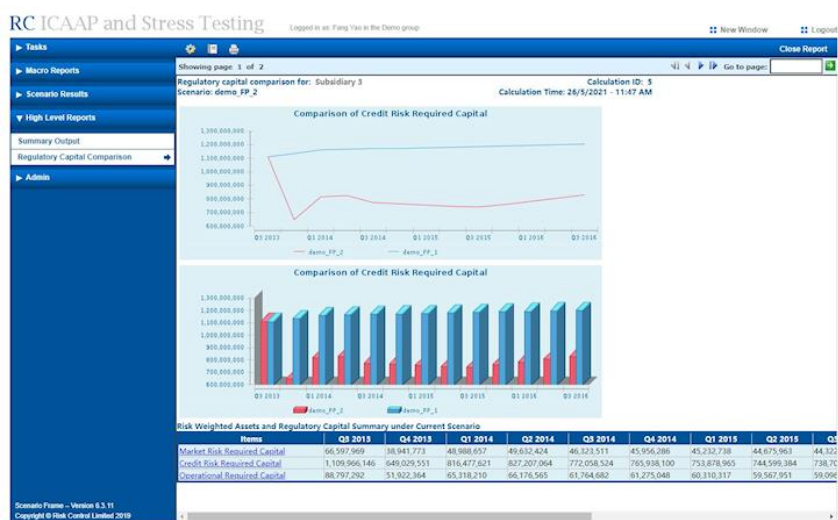 RC ICAAP and Stress Testing
Logged in as: Fang Yao in the Demo group
New Window
Logout
Tasks
Close Report
Macro Reports
Scenario Results
High Level Reports
Summary Output
Regulatory Capital Comparison
Admin
Showing page 1 of 2
Go to page:
Regulatory capital comparison for: Subsidiary 3
Calculation ID: 5
Scenario: demo_FP_2
Calculation Time: 26/5/2021 - 11:47 AM
Comparison of Credit Risk Required Capital
1,300,000,000
1,200,000,000
1,100,000,000
1,000,000,000
900,000,000
800,000,000
700,000,000
600,000,000
Q3 2013 Q1 2014 Q3 2014 Q1 2015 Q3 2015 Q1 2016 Q3 2016
demo_FP_2 demo_FP_1
Comparison of Credit Risk Required Capital
1,300,000,000
1,200,000,000
1,100,000,000
1,000,000,000
900,000,000
800,000,000
700,000,000
600,000,000
Q3 2013 Q1 2014 Q3 2014 Q1 2015 Q3 2015 Q1 2016 Q3 2016
demo_FP_2 demo_FP_1
Risk Weighted Assets and Regulatory Capital Summary under Current Scenario
Items Q3 2013 Q4 2013 Q1 2014 Q2 2014 Q3 2014 Q4 2014 Q1 2015 Q2 2015
Market Risk Required Capital 66,597,969 38,941,773 48,988,657 49,632,424 46,323,511 45,956,286 45,232,738 44,675,963 44,322
Credit Risk Required Capital 1,109,966,146 649,029,551 816,477,621 827,207,064 772,058,524 765,938,100 753,878,965 744,599,384 738,70
Operational Required Capital 88,797,292 51,922,364 65,318,210 66,176,565 61,764,682 61,275,048 60,310,317 59,567,951 59,096
Scenario Frame – Version 6.3.11
Copyright © Risk Control Limited 2019